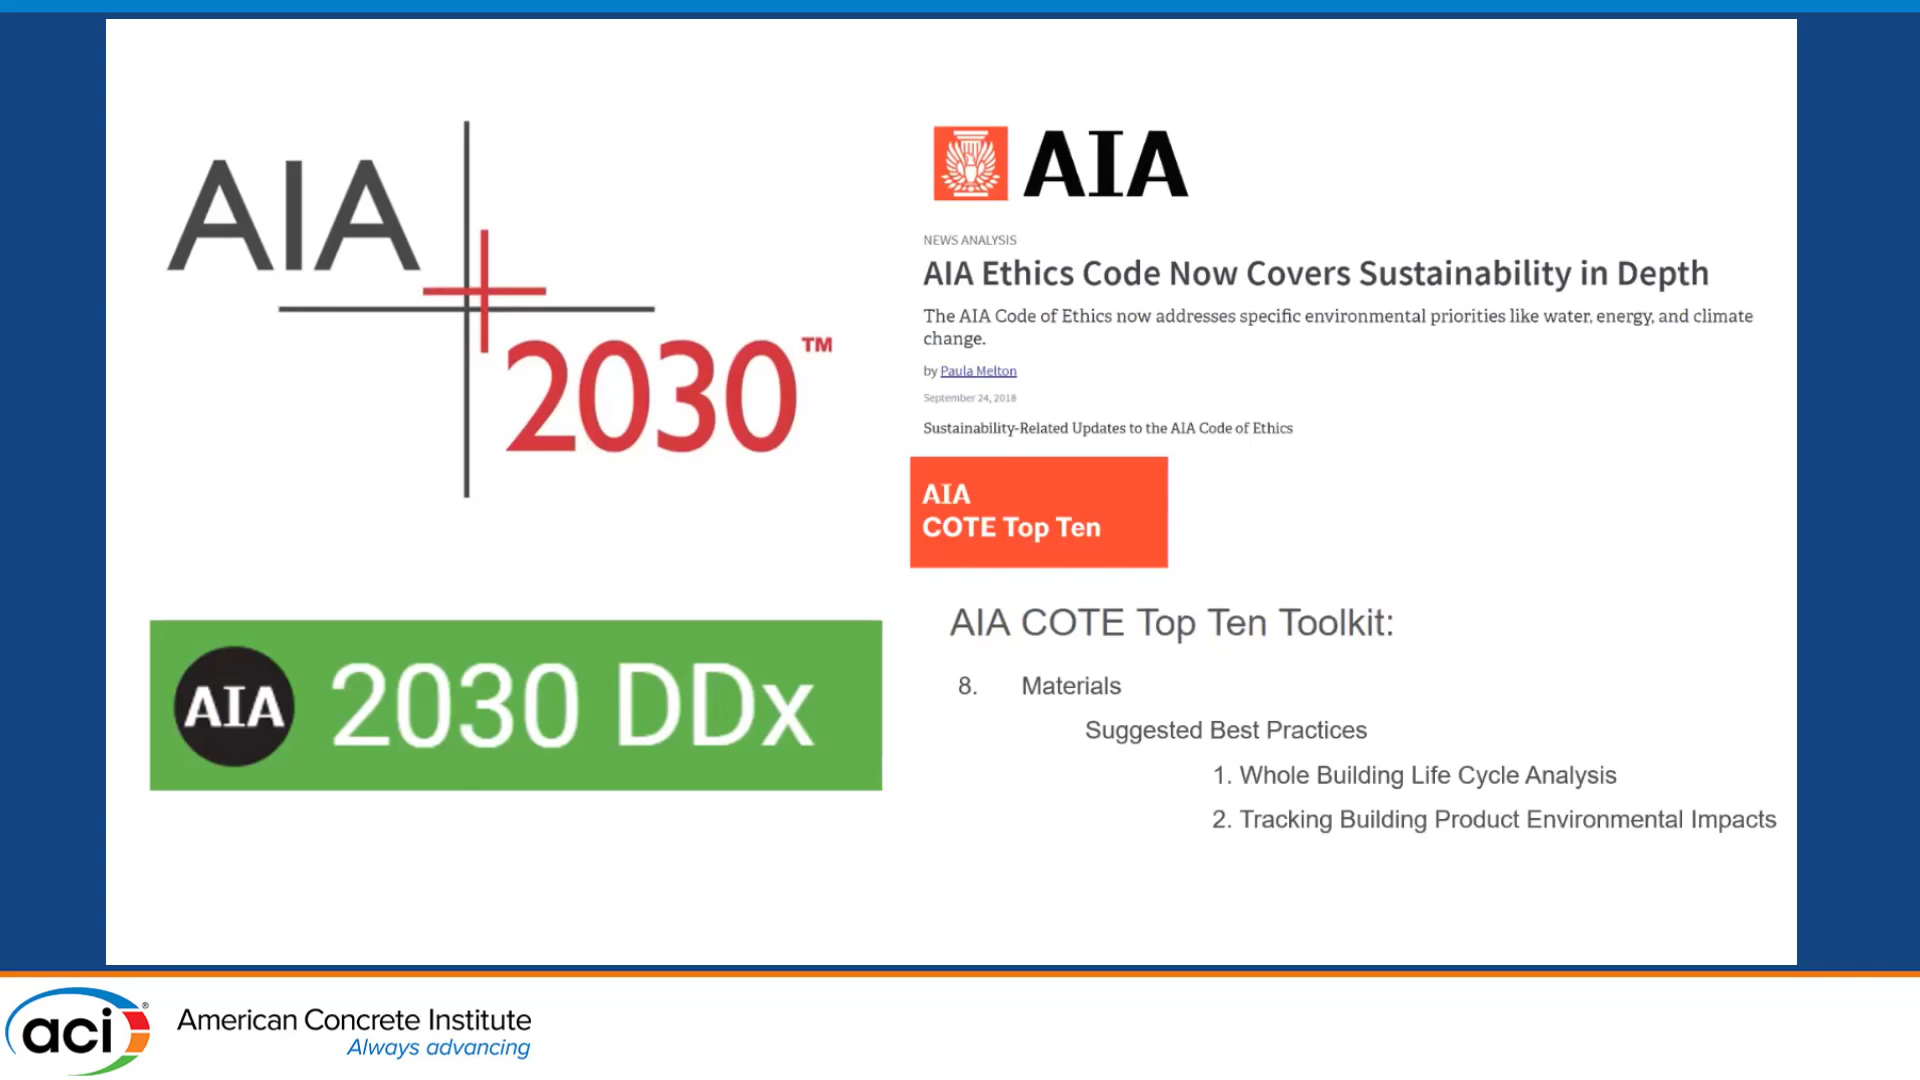 AIA
2030™
AIA 2030 DDx
AIA
NEWS ANALYSIS
AIA Ethics Code Now Covers Sustainability in Depth
The AIA Code of Ethics now addresses specific environmental priorities like water, energy, and climate
change.
by Paula Melton
September 24, 2018
Sustainability-Related Updates to the AIA Code of Ethics
AIA
COTE Top Ten
AIA COTE Top Ten Toolkit:
8. Materials
Suggested Best Practices
1. Whole Building Life Cycle Analysis
2. Tracking Building Product Environmental Impacts
aci®
American Concrete Institute
Always advancing